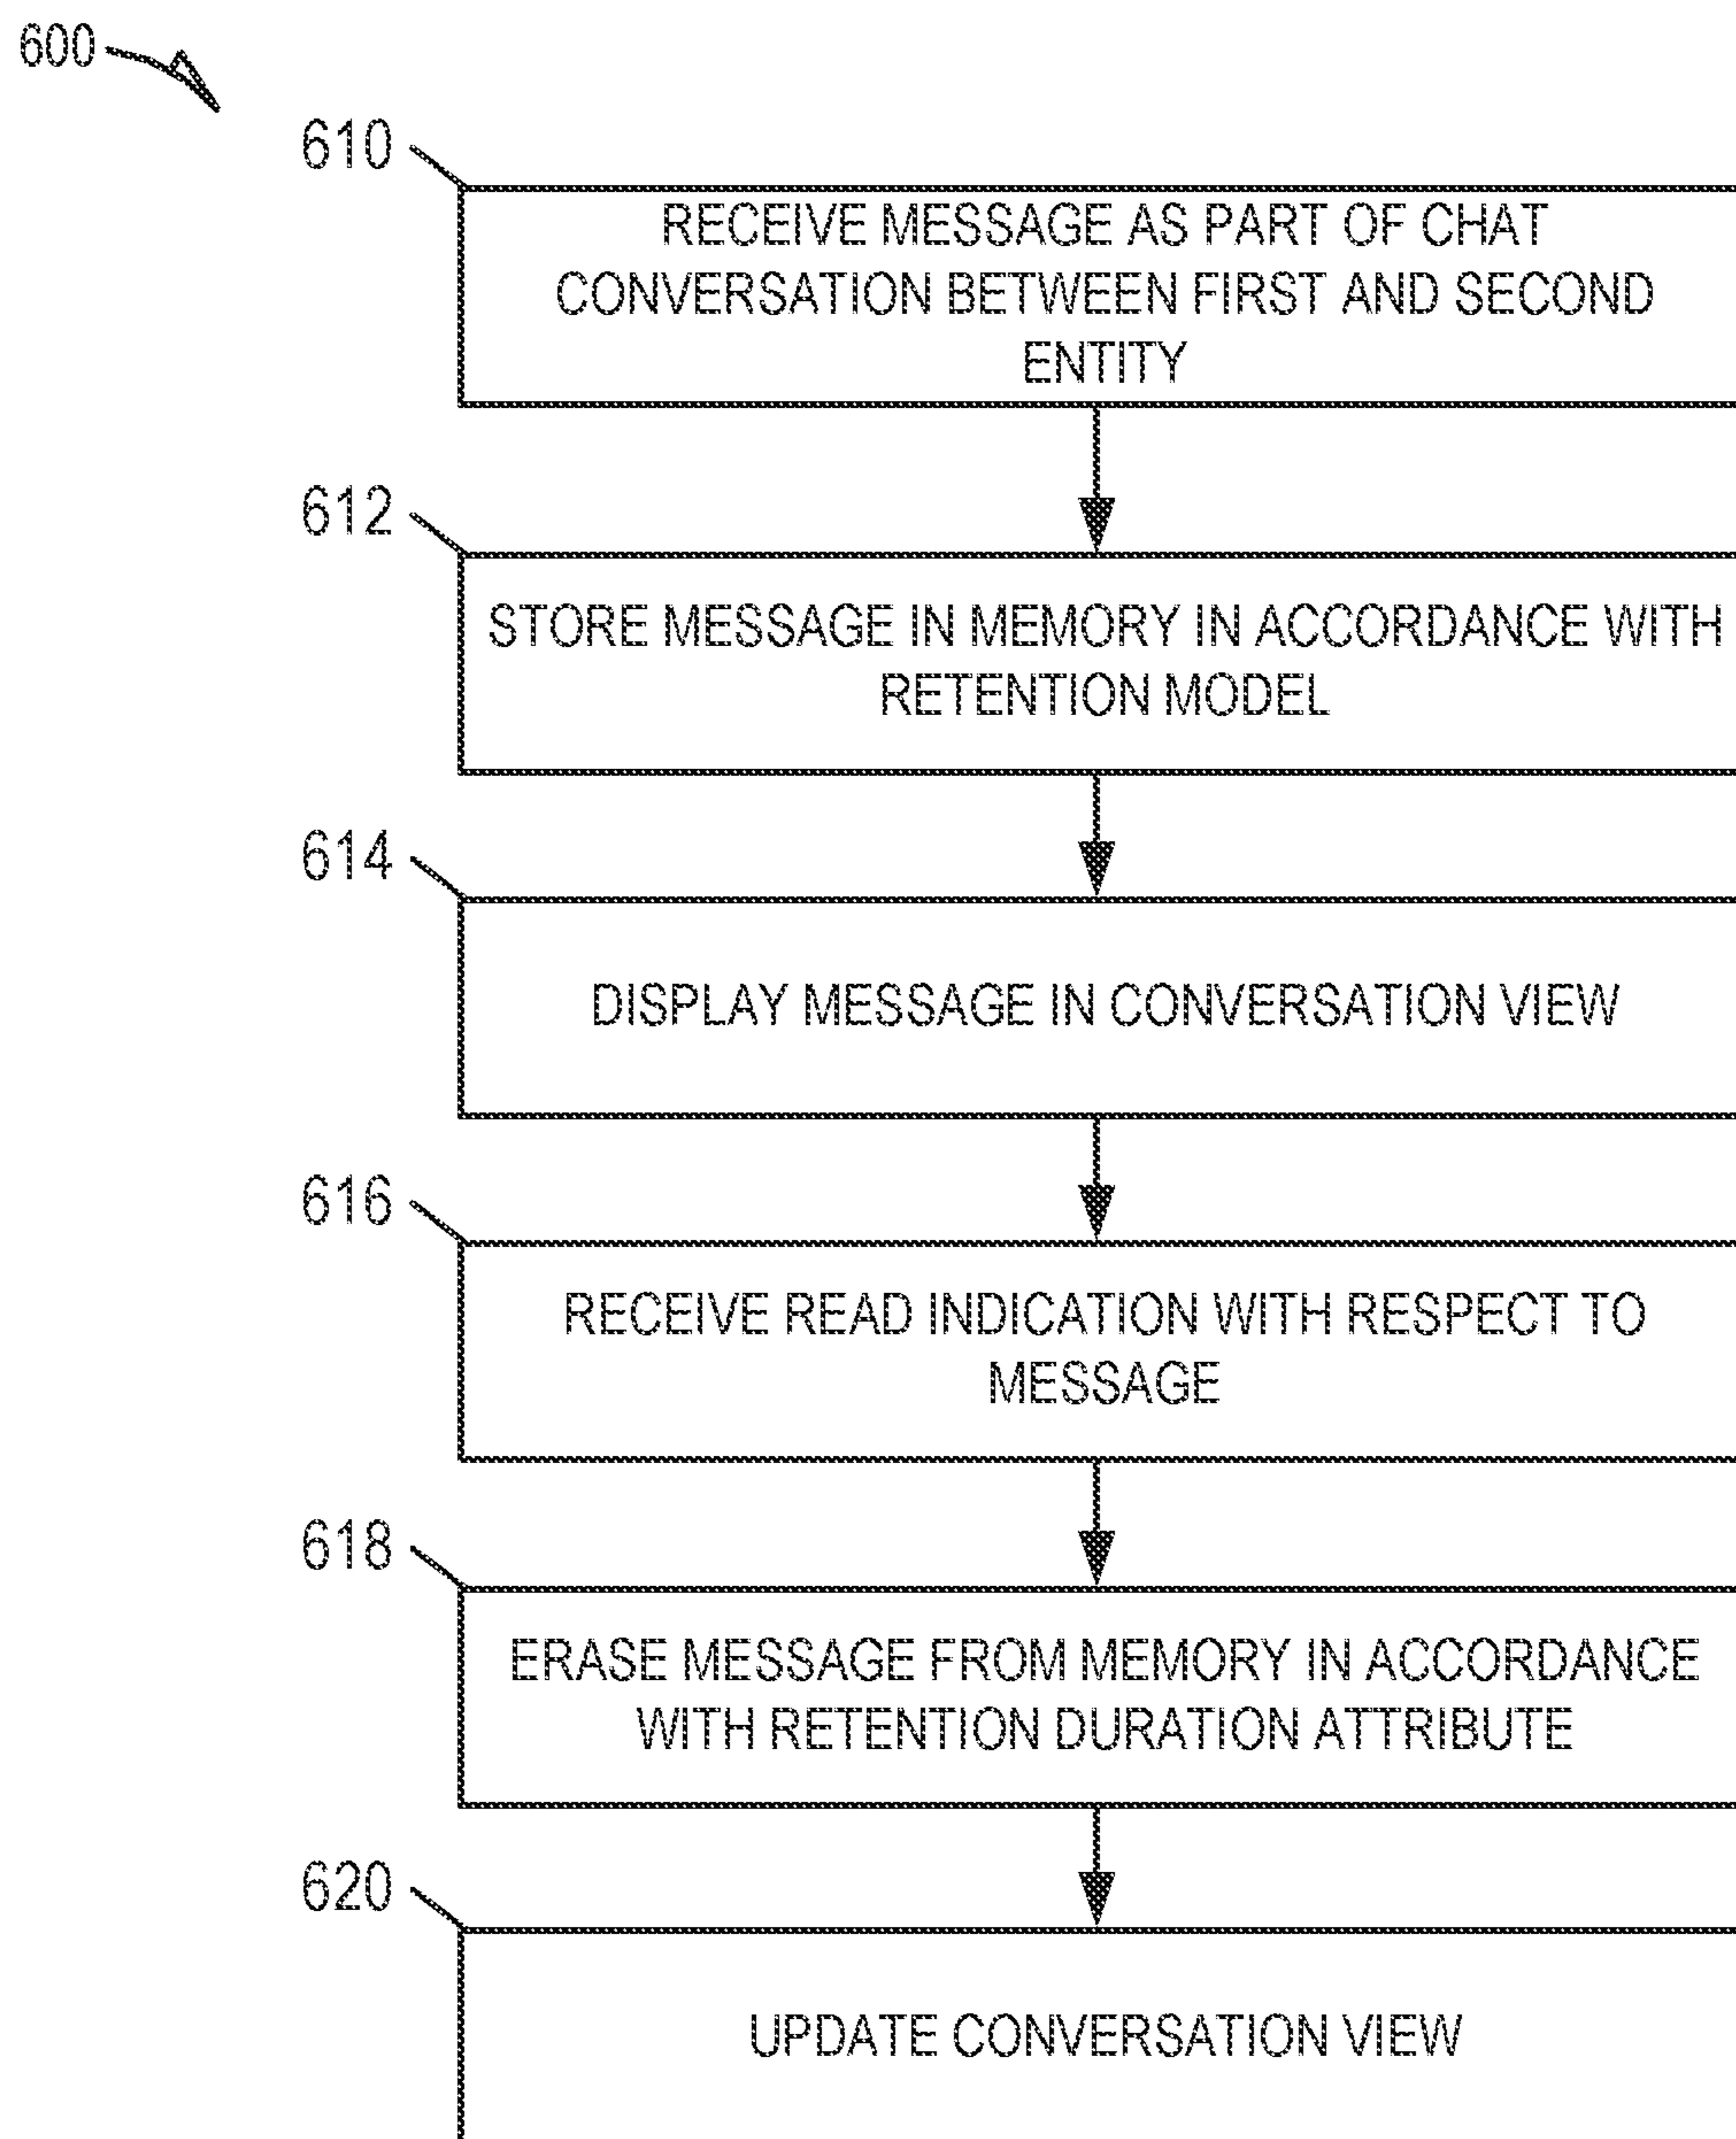 600
610
RECEIVE MESSAGE AS PART OF CHAT
CONVERSATION BETWEEN FIRST AND SECOND
ENTITY
612
STORE MESSAGE IN MEMORY IN ACCORDANCE WITH
RETENTION MODEL
614
DISPLAY MESSAGE IN CONVERSATION VIEW
616
RECEIVE READ INDICATION WITH RESPECT TO
MESSAGE
618
ERASE MESSAGE FROM MEMORY IN ACCORDANCE
WITH RETENTION DURATION ATTRIBUTE
620
UPDATE CONVERSATION VIEW